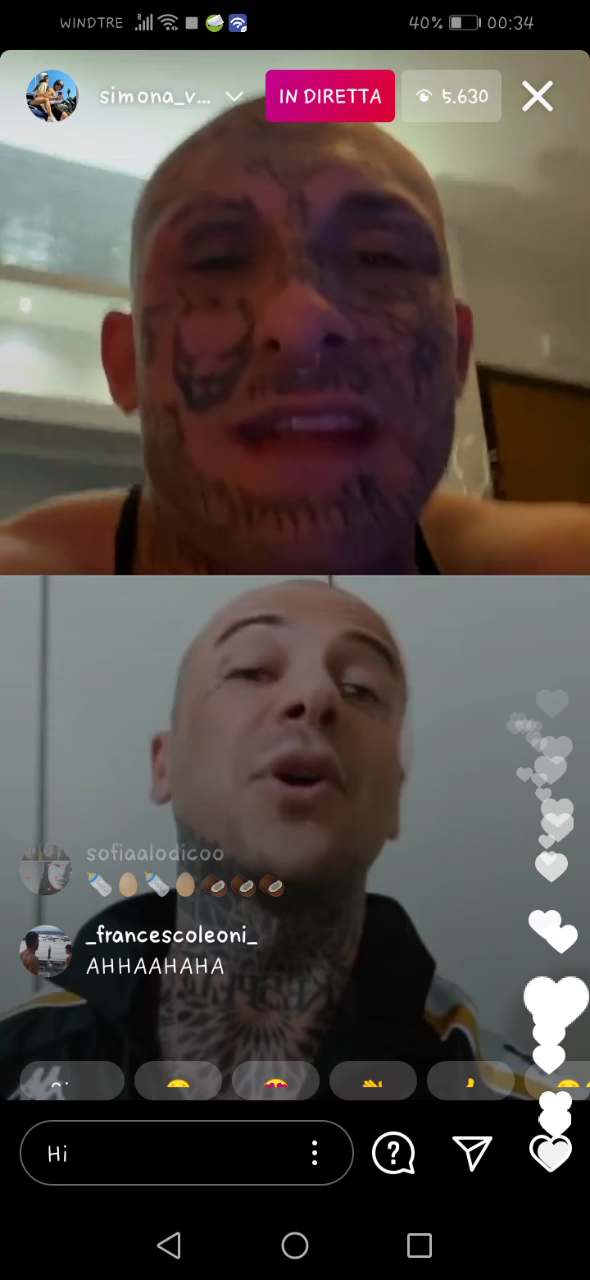 WINDTRE
40%
00:34
simona_v...
IN DIRETTA
5.630
sofiaalodicoo
🍼🥚🍼🥚🥥🥥🥥
_francescoleoni_
AHHAAHAHA
Hi